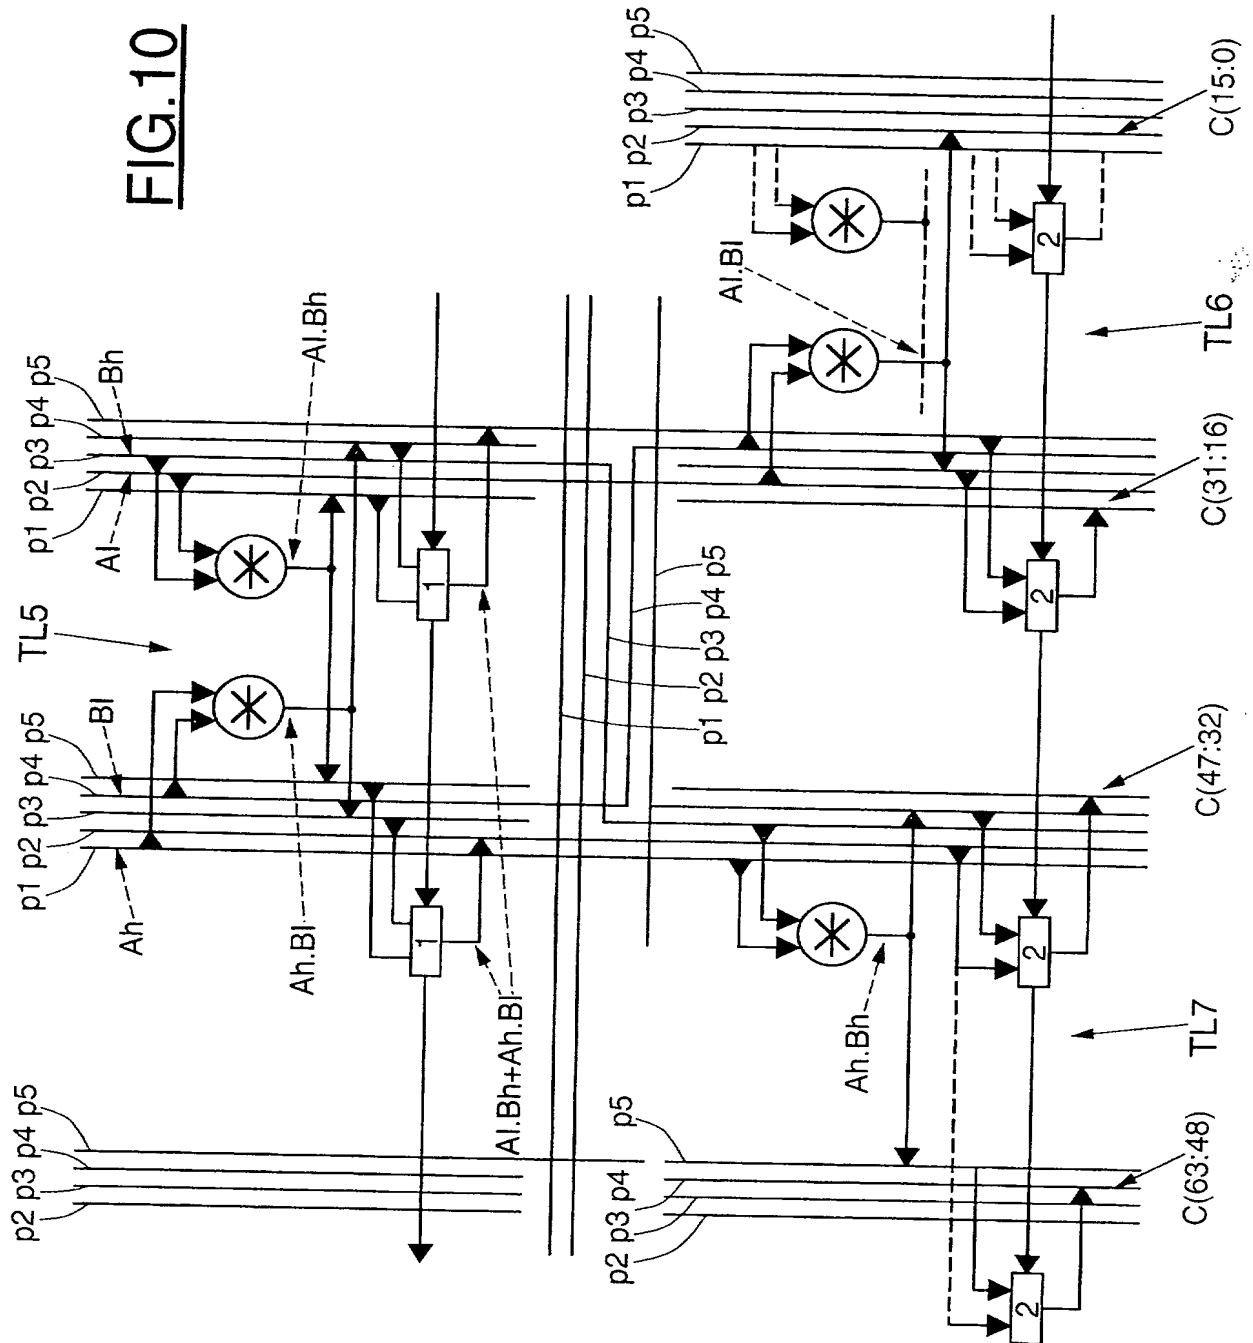 FIG.10
p1 p2 p3 p4 p5
Al
Bh
Al.Bh
TL5
p1 p2 p3 p4 p5
Bl
Ah
Ah.Bl
1
1
Al.Bh+Ah.Bl
p2 p3 p4 p5
p1 p2 p3 p4 p5
p1 p2 p3 p4 p5
Al.Bl
2
C(15:0)
TL6
2
C(31:16)
C(47:32)
Ah.Bh
2
TL7
p5
p2 p3 p4
C(63:48)
2